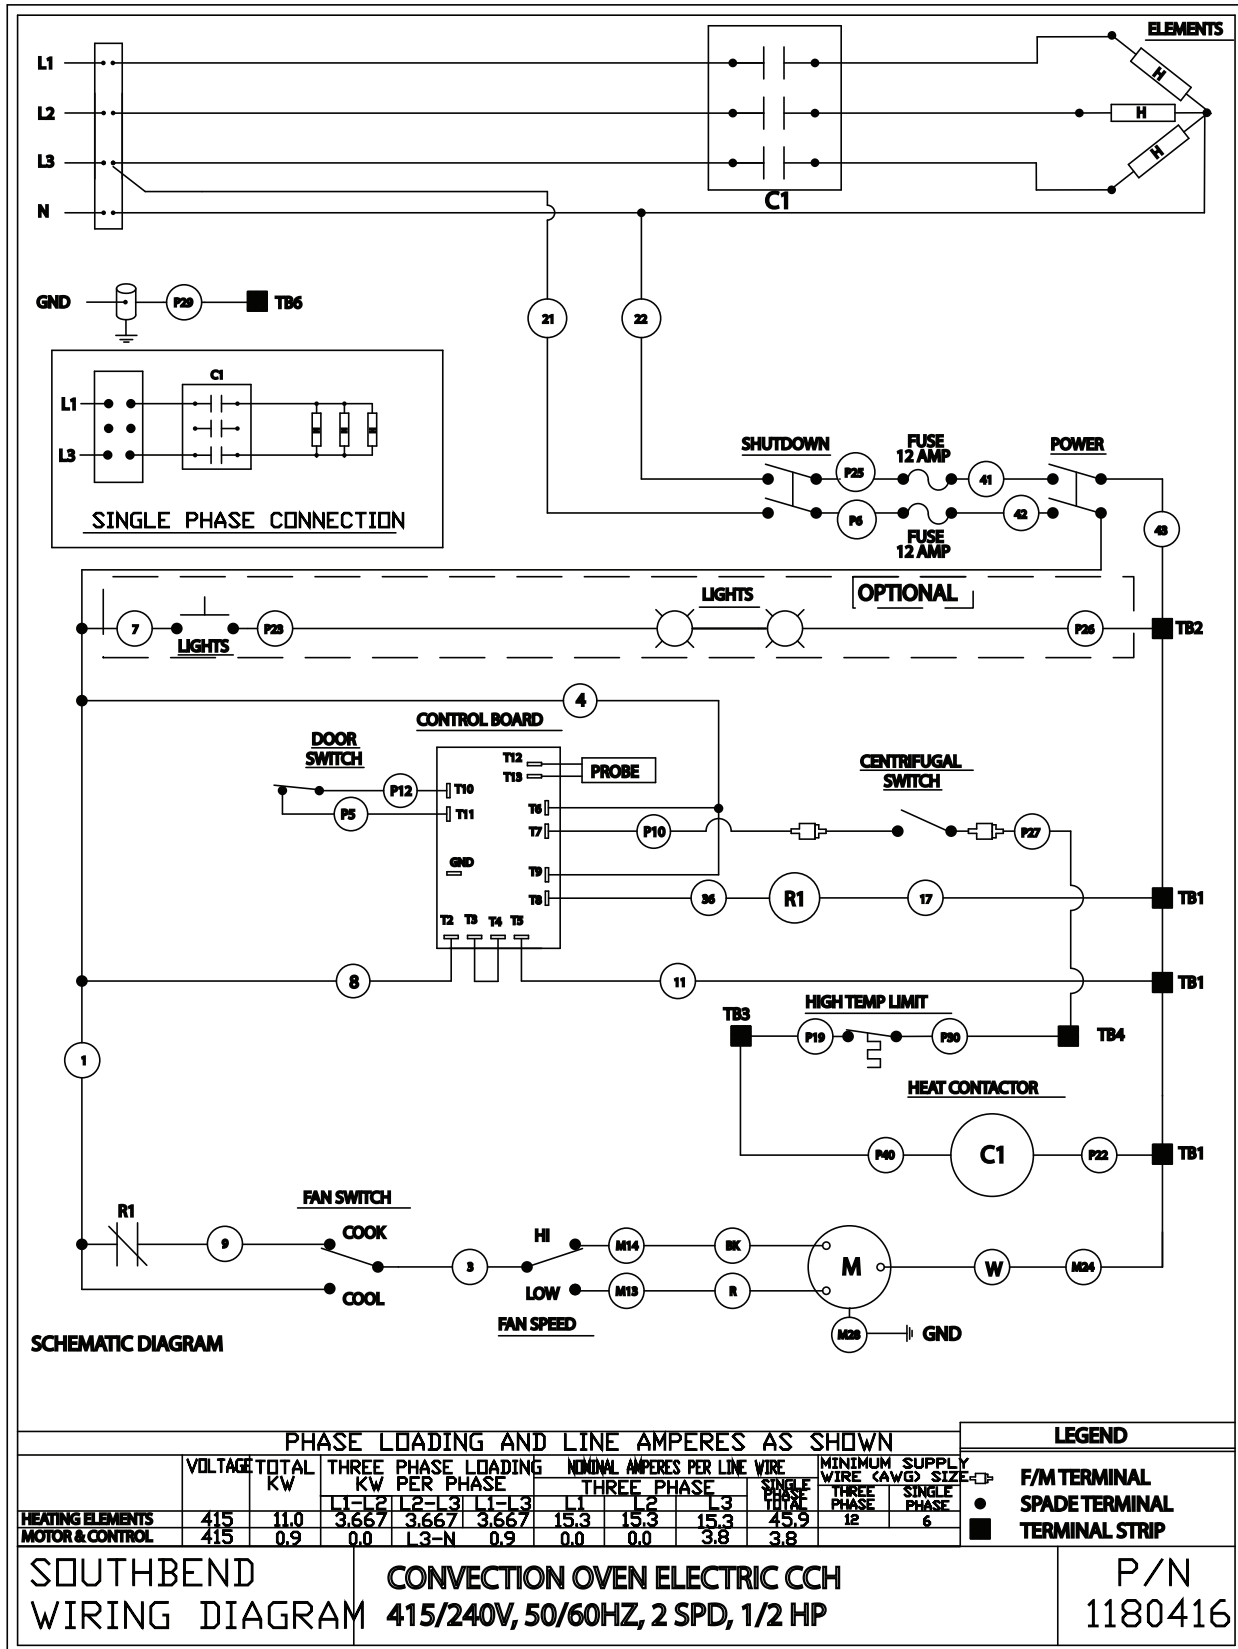 ELEMENTS
L1
H
L2
H
L3
H
C1
N
GND
P29
TB6
21
22
C1
L1
L3
SINGLE PHASE CONNECTION
SHUTDOWN
FUSE
12 AMP
POWER
P25
41
P6
42
FUSE
12 AMP
43
LIGHTS
OPTIONAL
7
P23
P26
TB2
LIGHTS
4
CONTROL BOARD
DOOR
SWITCH
T12
T13
PROBE
CENTRIFUGAL
SWITCH
P12
T10
P5
T11
T6
T7
P10
P27
GND
T9
T8
36
R1
17
TB1
T2
T3
T4
T5
8
11
TB1
HIGH TEMP LIMIT
TB3
P19
P30
TB4
1
HEAT CONTACTOR
P40
C1
P22
TB1
FAN SWITCH
R1
COOK
9
3
COOL
HI
M14
BK
M
W
M24
LOW
M13
R
FAN SPEED
M28
GND
SCHEMATIC DIAGRAM
PHASE LOADING AND LINE AMPERES AS SHOWN
VOLTAGE
TOTAL
KW
THREE PHASE LOADING
KW PER PHASE
NOMINAL AMPERES PER LINE WIRE
MINIMUM SUPPLY
WIRE (AWG) SIZE
THREE PHASE
SINGLE
PHASE
TOTAL
THREE
PHASE
SINGLE
PHASE
L1-L2 L2-L3 L1-L3 L1 L2 L3
HEATING ELEMENTS 415 11.0 3.667 3.667 3.667 15.3 15.3 15.3 45.9 12 6
MOTOR & CONTROL 415 0.9 0.0 L3-N 0.9 0.0 0.0 3.8 3.8
LEGEND
F/M TERMINAL
SPADE TERMINAL
TERMINAL STRIP
SOUTHBEND
WIRING DIAGRAM
CONVECTION OVEN ELECTRIC CCH
415/240V, 50/60HZ, 2 SPD, 1/2 HP
P/N
1180416